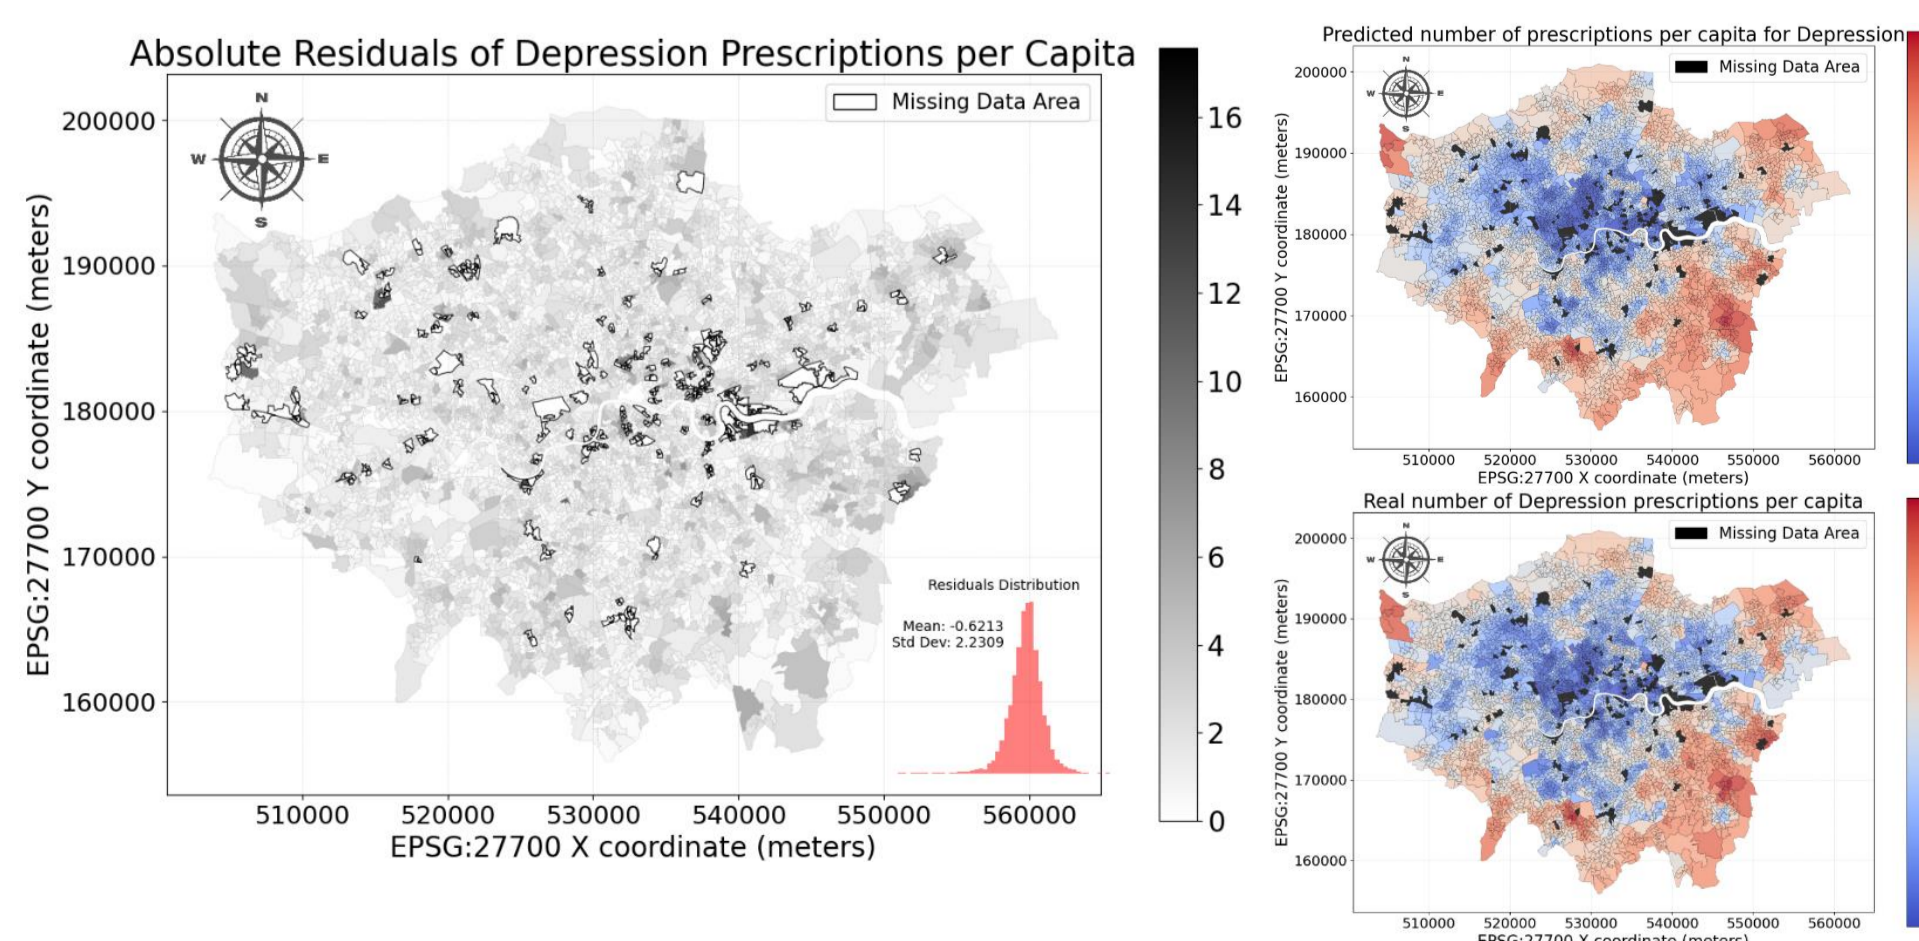 Absolute Residuals of Depression Prescriptions per Capita
Missing Data Area
N
W E
S
200000
190000
180000
170000
160000
EPSG:27700 Y coordinate (meters)
510000 520000 530000 540000 550000 560000
EPSG:27700 X coordinate (meters)
Residuals Distribution
Mean: -0.6213
Std Dev: 2.2309
16
14
12
10
8
6
4
2
0
Predicted number of prescriptions per capita for Depression
Missing Data Area
N
W E
S
200000
190000
180000
170000
160000
EPSG:27700 Y coordinate (meters)
510000 520000 530000 540000 550000 560000
EPSG:27700 X coordinate (meters)
Real number of Depression prescriptions per capita
Missing Data Area
N
W E
S
200000
190000
180000
170000
160000
EPSG:27700 Y coordinate (meters)
510000 520000 530000 540000 550000 560000
EPSG:27700 X coordinate (meters)